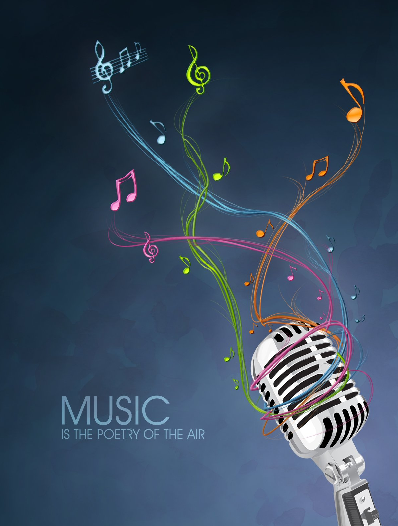 MUSIC
IS THE POETRY OF THE AIR